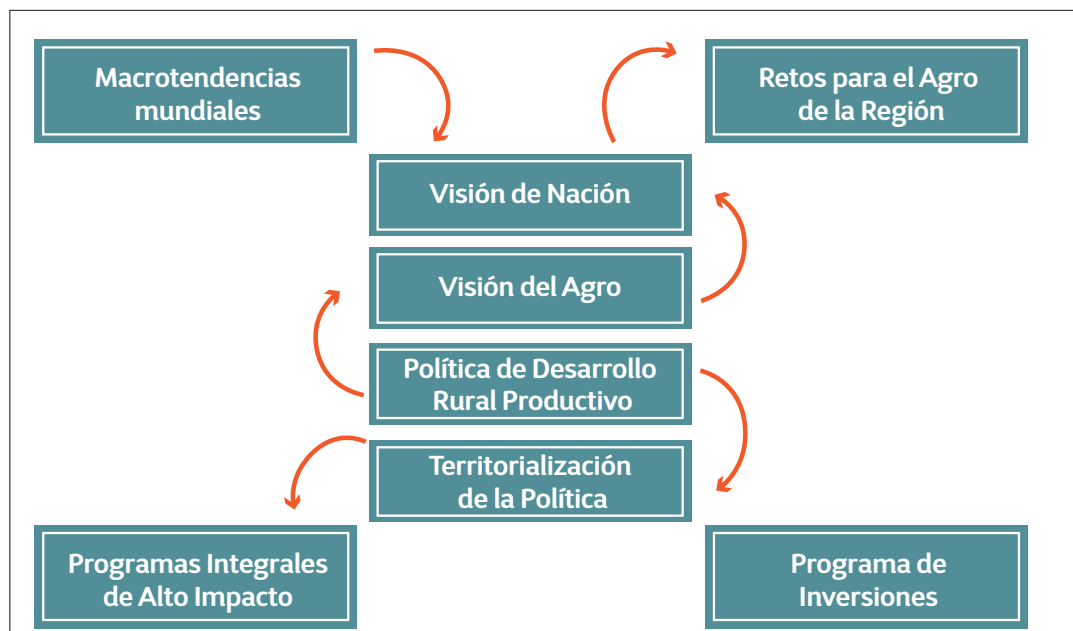 Macrotendencias
mundiales
Retos para el Agro
de la Región
Visión de Nación
Visión del Agro
Política de Desarrollo
Rural Productivo
Territorialización
de la Política
Programas Integrales
de Alto Impacto
Programa de
Inversiones